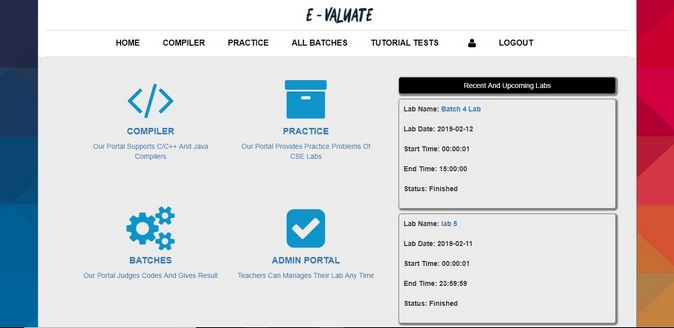 E - VALUATE
HOME COMPILER PRACTICE ALL BATCHES TUTORIAL TESTS LOGOUT
COMPILER
Our Portal Supports C/C++ And Java
Compilers
PRACTICE
Our Portal Provides Practice Problems Of
CSE Labs
BATCHES
Our Portal Judges Codes And Gives Result
ADMIN PORTAL
Teachers Can Manages Their Lab Any Time
Recent And Upcoming Labs
Lab Name: Batch 4 Lab
Lab Date: 2019-02-12
Start Time: 00:00:01
End Time: 15:00:00
Status: Finished
Lab Name: lab 5
Lab Date: 2019-02-11
Start Time: 00:00:01
End Time: 23:59:59
Status: Finished